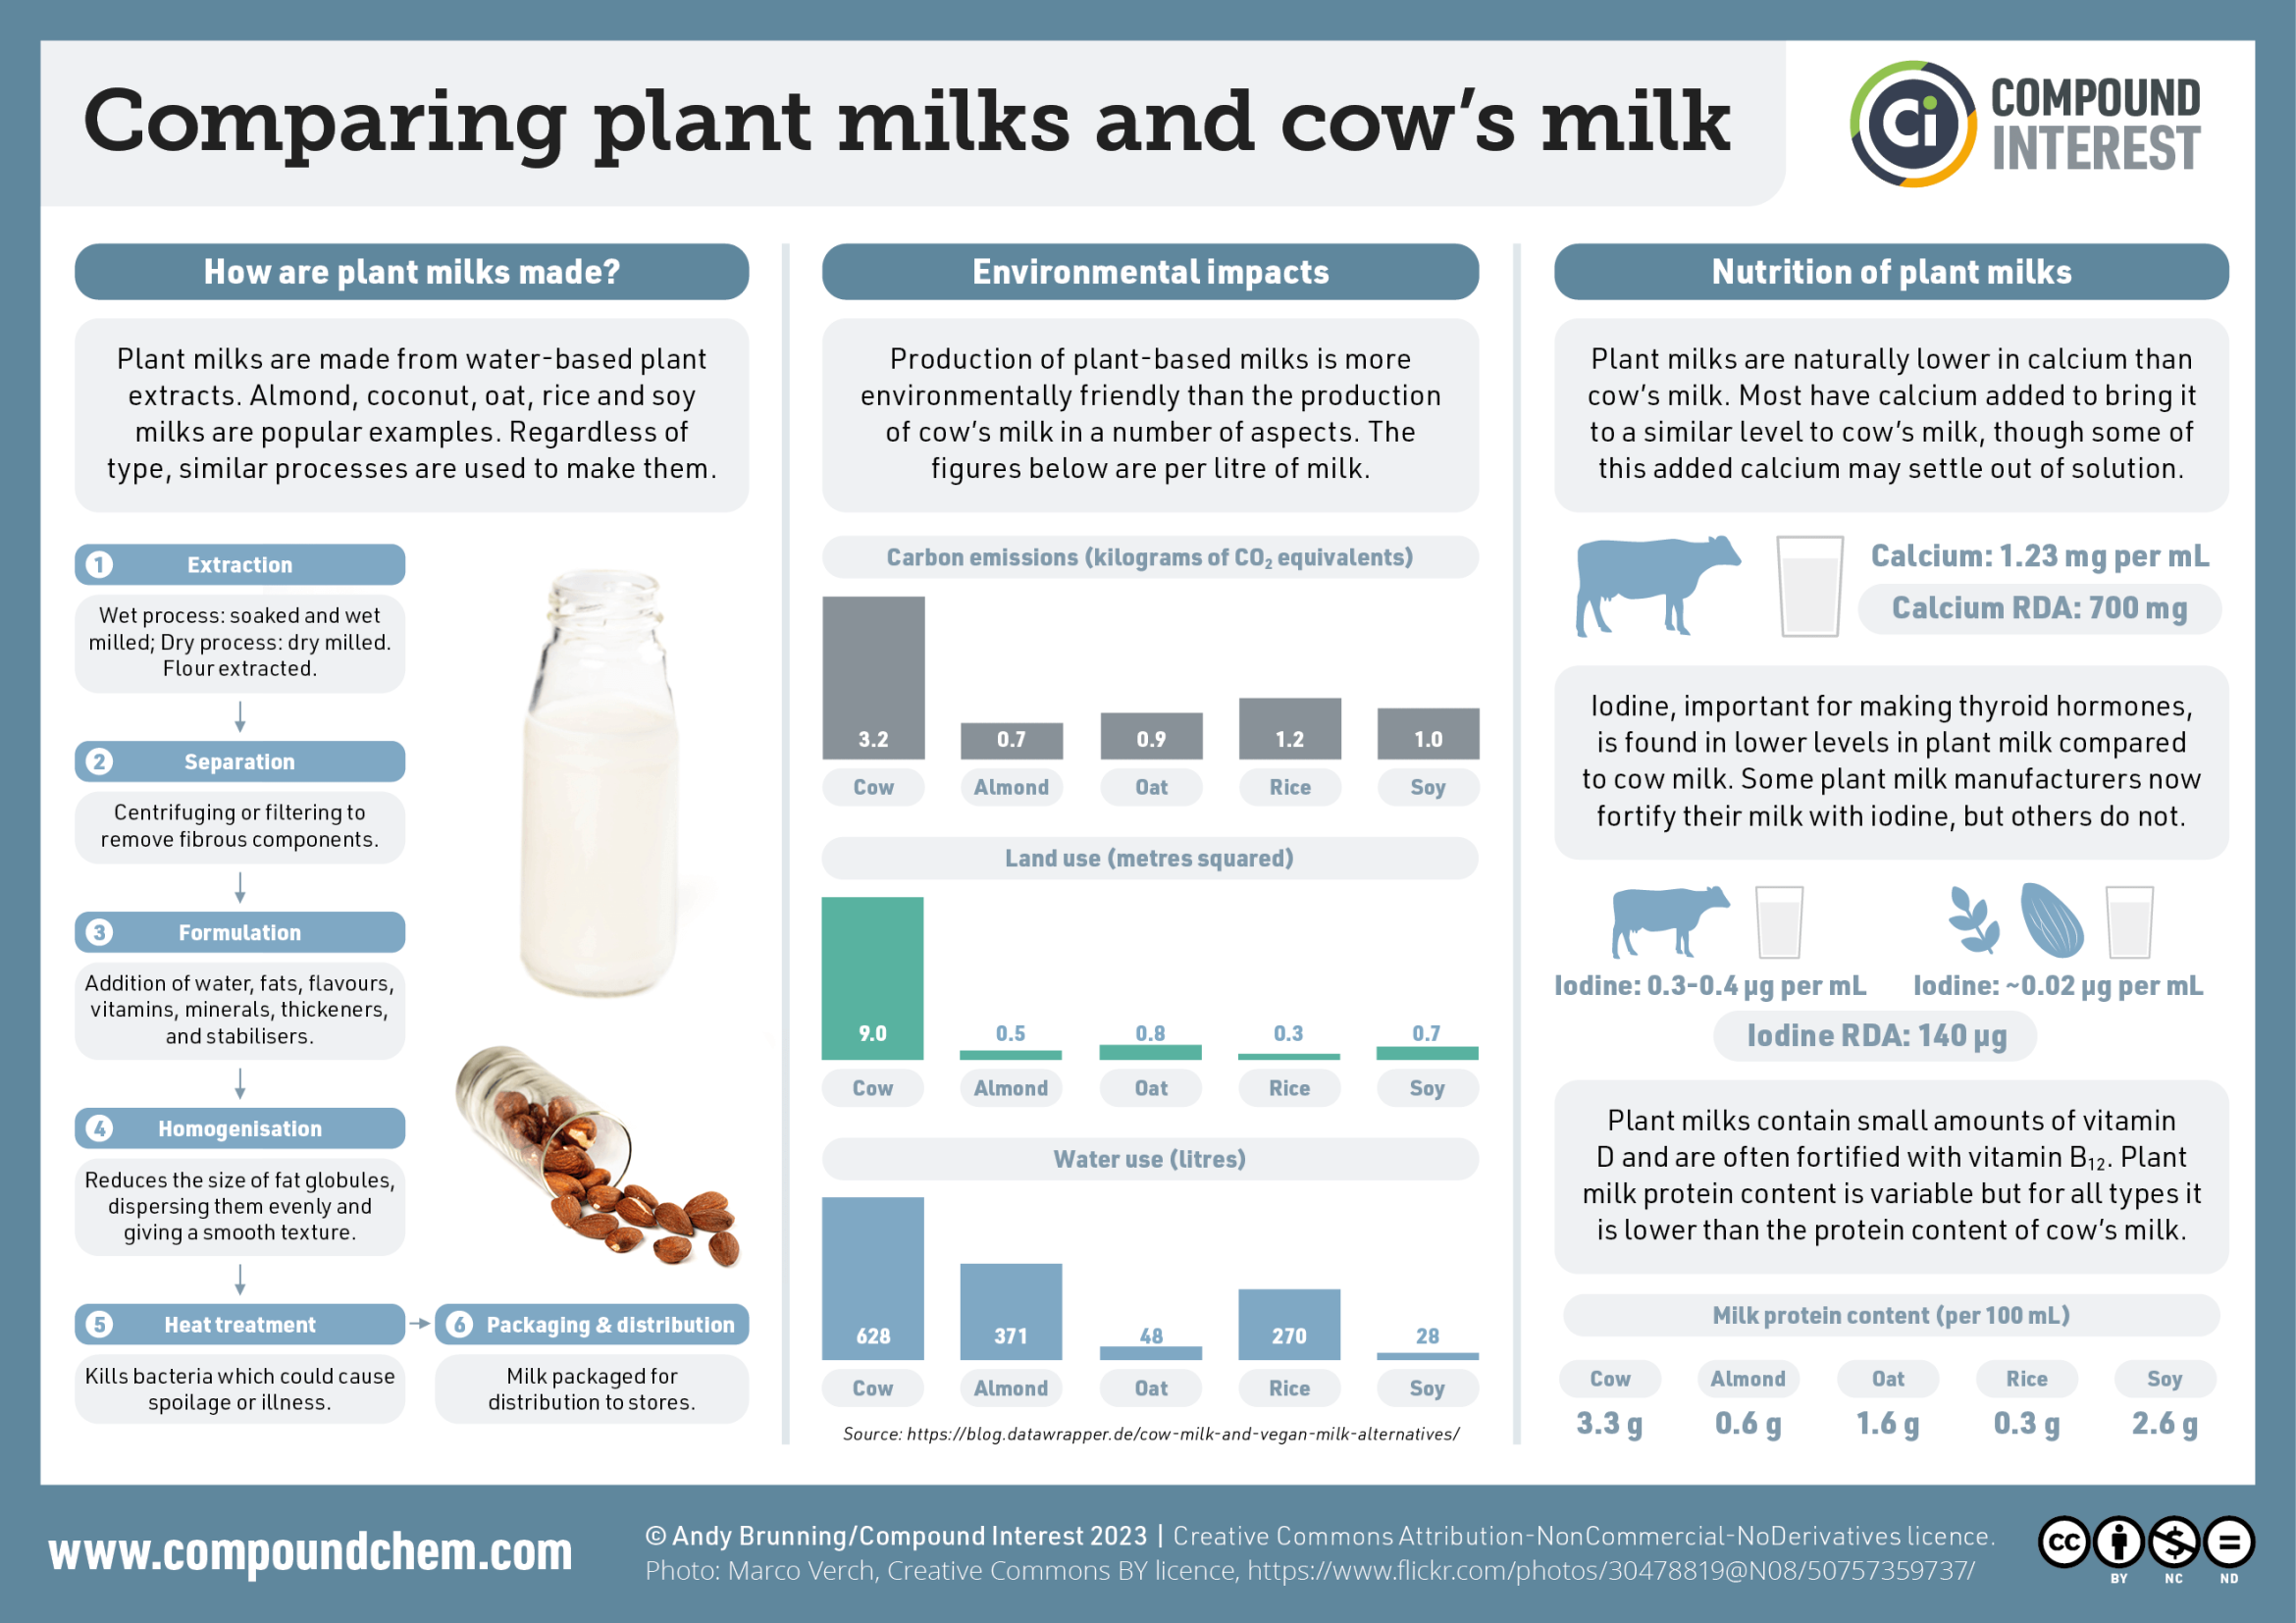 Comparing plant milks and cow's milk
Ci
COMPOUND
INTEREST
How are plant milks made?
Plant milks are made from water-based plant
extracts. Almond, coconut, oat, rice and soy
milks are popular examples. Regardless of
type, similar processes are used to make them.
1 Extraction
Wet process: soaked and wet
milled; Dry process: dry milled.
Flour extracted.
2 Separation
Centrifuging or filtering to
remove fibrous components.
3 Formulation
Addition of water, fats, flavours,
vitamins, minerals, thickeners,
and stabilisers.
4 Homogenisation
Reduces the size of fat globules,
dispersing them evenly and
giving a smooth texture.
5 Heat treatment
Kills bacteria which could cause
spoilage or illness.
6 Packaging & distribution
Milk packaged for
distribution to stores.
Environmental impacts
Production of plant-based milks is more
environmentally friendly than the production
of cow's milk in a number of aspects. The
figures below are per litre of milk.
Carbon emissions (kilograms of CO₂ equivalents)
3.2 0.7 0.9 1.2 1.0
Cow Almond Oat Rice Soy
Land use (metres squared)
9.0 0.5 0.8 0.3 0.7
Cow Almond Oat Rice Soy
Water use (litres)
628 371 48 270 28
Cow Almond Oat Rice Soy
Source: https://blog.datawrapper.de/cow-milk-and-vegan-milk-alternatives/
Nutrition of plant milks
Plant milks are naturally lower in calcium than
cow's milk. Most have calcium added to bring it
to a similar level to cow's milk, though some of
this added calcium may settle out of solution.
Calcium: 1.23 mg per mL
Calcium RDA: 700 mg
Iodine, important for making thyroid hormones,
is found in lower levels in plant milk compared
to cow milk. Some plant milk manufacturers now
fortify their milk with iodine, but others do not.
Iodine: 0.3-0.4 µg per mL Iodine: ~0.02 µg per mL
Iodine RDA: 140 µg
Plant milks contain small amounts of vitamin
D and are often fortified with vitamin B₁₂. Plant
milk protein content is variable but for all types it
is lower than the protein content of cow's milk.
Milk protein content (per 100 mL)
Cow Almond Oat Rice Soy
3.3 g 0.6 g 1.6 g 0.3 g 2.6 g
www.compoundchem.com
© Andy Brunning/Compound Interest 2023 | Creative Commons Attribution-NonCommercial-NoDerivatives licence.
Photo: Marco Verch, Creative Commons BY licence, https://www.flickr.com/photos/30478819@N08/50757359737/
cc
BY NC ND